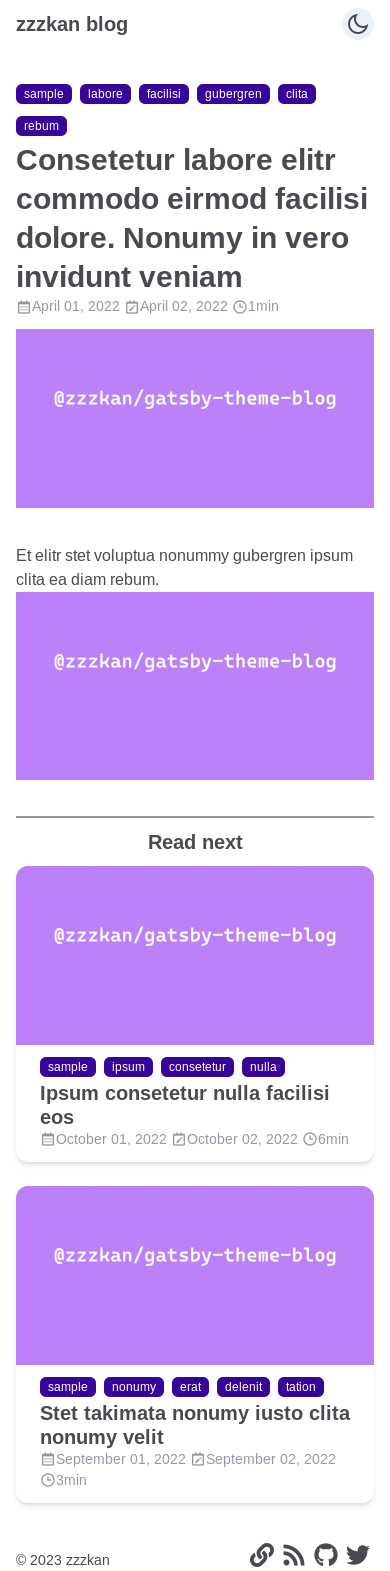 zzzkan blog
sample labore facilisi gubergren clita
rebum
Consetetur labore elitr
commodo eirmod facilisi
dolore. Nonumy in vero
invidunt veniam
April 01, 2022 April 02, 2022 1min
@zzzkan/gatsby-theme-blog
Et elitr stet voluptua nonummy gubergren ipsum
clita ea diam rebum.
@zzzkan/gatsby-theme-blog
Read next
@zzzkan/gatsby-theme-blog
sample ipsum consetetur nulla
Ipsum consetetur nulla facilisi
eos
October 01, 2022 October 02, 2022 6min
@zzzkan/gatsby-theme-blog
sample nonumy erat delenit tation
Stet takimata nonumy iusto clita
nonumy velit
September 01, 2022 September 02, 2022
3min
© 2023 zzzkan